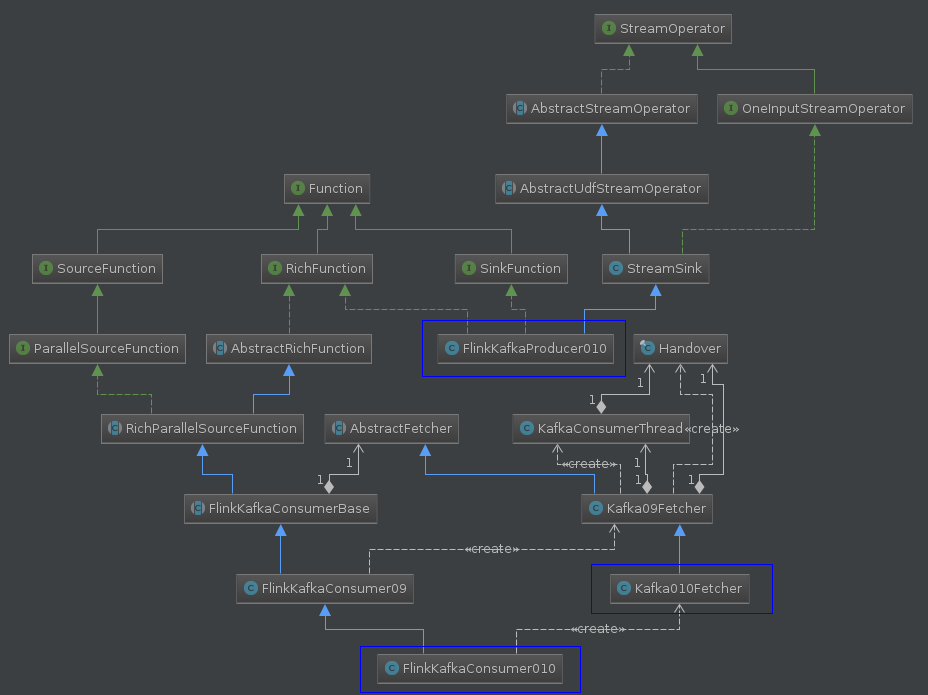 StreamOperator
AbstractStreamOperator
OneInputStreamOperator
Function
AbstractUdfStreamOperator
SourceFunction
RichFunction
SinkFunction
StreamSink
ParallelSourceFunction
AbstractRichFunction
FlinkKafkaProducer010
Handover
1
1
1
RichParallelSourceFunction
AbstractFetcher
KafkaConsumerThread
«create»
1
«create»
1
1
1
1
FlinkKafkaConsumerBase
Kafka09Fetcher
«create»
FlinkKafkaConsumer09
Kafka010Fetcher
«create»
FlinkKafkaConsumer010